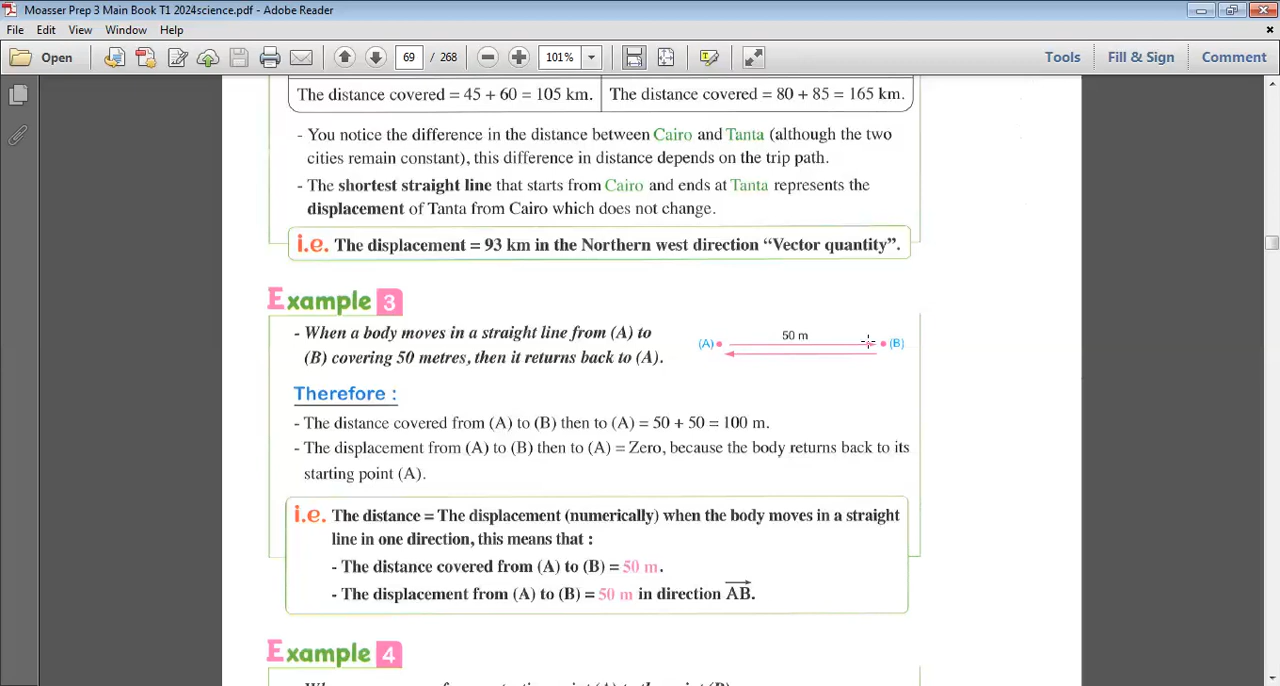 Moasser Prep 3 Main Book T1 2024science.pdf - Adobe Reader
File Edit View Window Help
Open 69 / 268 101% Tools Fill & Sign Comment
The distance covered = 45 + 60 = 105 km. The distance covered = 80 + 85 = 165 km.
- You notice the difference in the distance between Cairo and Tanta (although the two
cities remain constant), this difference in distance depends on the trip path.
- The shortest straight line that starts from Cairo and ends at Tanta represents the
displacement of Tanta from Cairo which does not change.
i.e. The displacement = 93 km in the Northern west direction “Vector quantity”.
Example 3
- When a body moves in a straight line from (A) to
(B) covering 50 metres, then it returns back to (A).
50 m
(A) (B)
Therefore :
- The distance covered from (A) to (B) then to (A) = 50 + 50 = 100 m.
- The displacement from (A) to (B) then to (A) = Zero, because the body returns back to its
starting point (A).
i.e. The distance = The displacement (numerically) when the body moves in a straight
line in one direction, this means that :
- The distance covered from (A) to (B) = 50 m.
- The displacement from (A) to (B) = 50 m in direction AB.
Example 4